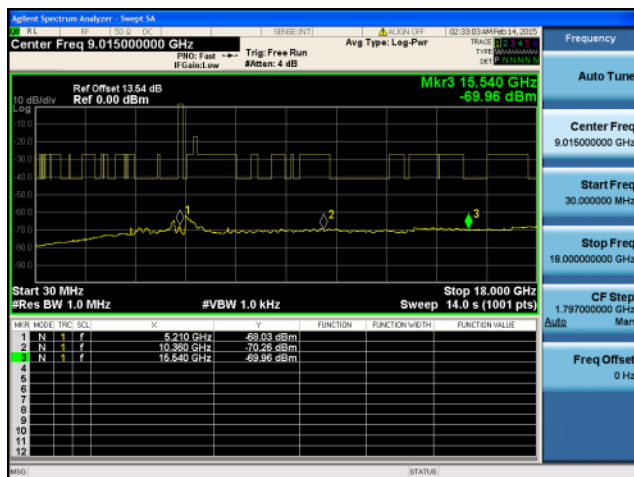 Agilent Spectrum Analyzer - Swept SA
RL RF 50 Ω DC SENSE:INT ALIGN OFF 02:33:03 AM Feb 14, 2015
Center Freq 9.015000000 GHz
PNO: Fast
IFGain:Low
Trig: Free Run
#Atten: 4 dB
Avg Type: Log-Pwr
TRACE 1 2 3 4 5 6
TYPE
DET P N N N N N
Frequency
Auto Tune
Center Freq
9.015000000 GHz
Start Freq
30.000000 MHz
Stop Freq
18.000000000 GHz
CF Step
1.797000000 GHz
Auto Man
Freq Offset
0 Hz
Mkr3 15.540 GHz
-69.96 dBm
Ref Offset 13.54 dB
Ref 0.00 dBm
10 dB/div
Log
-10.0
-20.0
-30.0
-40.0
-50.0
-60.0
-70.0
-80.0
-90.0
1
2
3
Start 30 MHz
Stop 18.000 GHz
#Res BW 1.0 MHz
#VBW 1.0 kHz
Sweep 14.0 s (1001 pts)
MKR MODE TRC SCL X Y FUNCTION FUNCTION WIDTH FUNCTION VALUE
1 N 1 f 5.210 GHz -68.03 dBm
2 N 1 f 10.360 GHz -70.26 dBm
3 N 1 f 15.540 GHz -69.96 dBm
4
5
6
7
8
9
10
11
12
MSG STATUS